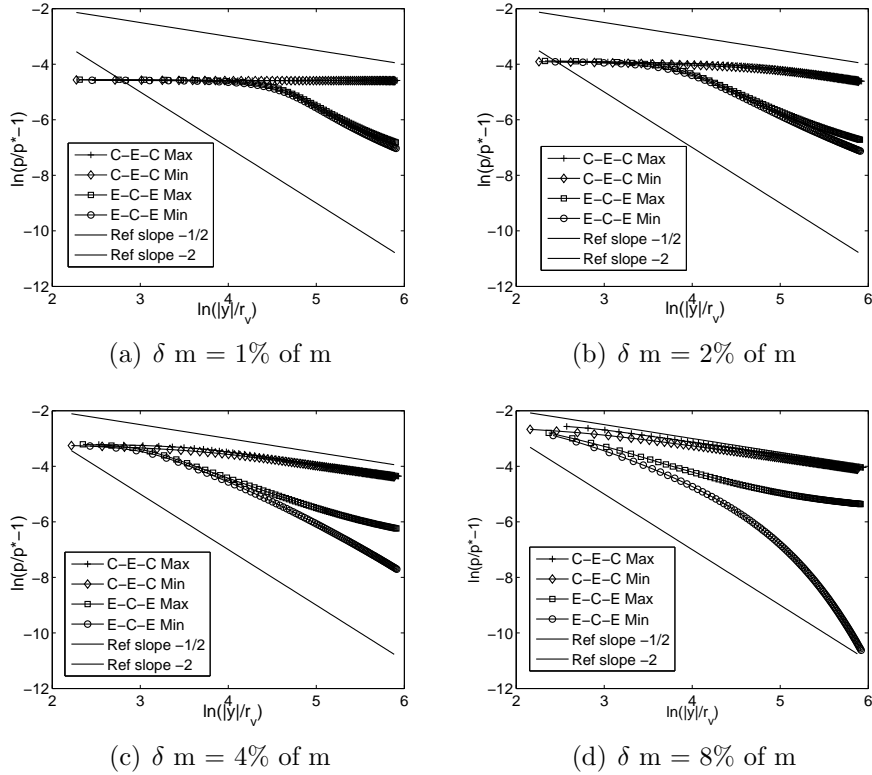 −2
−4
−6
−8
−10
−12
ln(p/p*−1)
C−E−C Max
C−E−C Min
E−C−E Max
E−C−E Min
Ref slope −1/2
Ref slope −2
2 3 4 5 6
ln(|y|/r_v)
(a) δ m = 1% of m
−2
−4
−6
−8
−10
−12
ln(p/p*−1)
C−E−C Max
C−E−C Min
E−C−E Max
E−C−E Min
Ref slope −1/2
Ref slope −2
2 3 4 5 6
ln(|y|/r_v)
(b) δ m = 2% of m
−2
−4
−6
−8
−10
−12
ln(p/p*−1)
C−E−C Max
C−E−C Min
E−C−E Max
E−C−E Min
Ref slope −1/2
Ref slope −2
2 3 4 5 6
ln(|y|/r_v)
(c) δ m = 4% of m
−2
−4
−6
−8
−10
−12
ln(p/p*−1)
C−E−C Max
C−E−C Min
E−C−E Max
E−C−E Min
Ref slope −1/2
Ref slope −2
2 3 4 5 6
ln(|y|/r_v)
(d) δ m = 8% of m